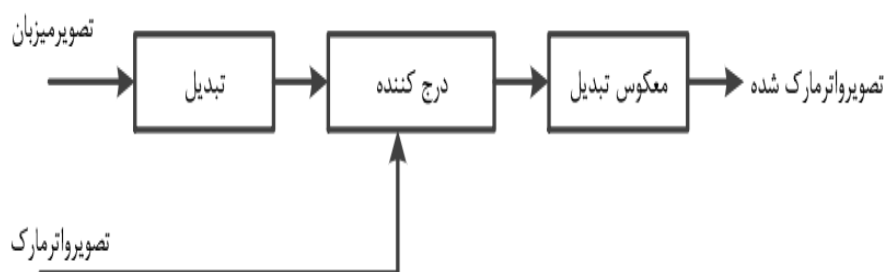 تصویرمیزبان
تبدیل
درج کننده
معکوس تبدیل
تصویرواترمارک شده
تصویرواترمارک